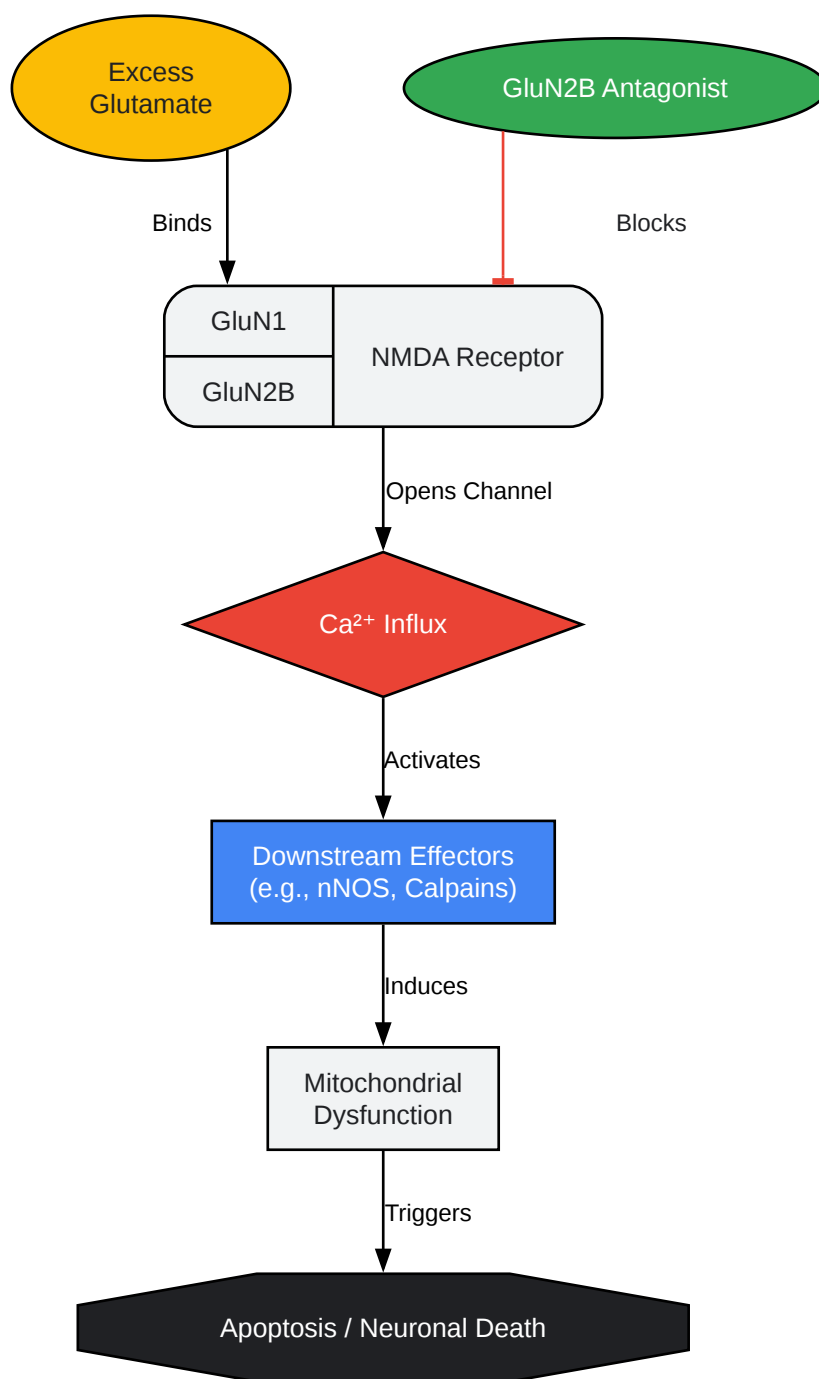 Excess
Glutamate
GluN2B Antagonist
Binds
Blocks
GluN1
GluN2B
NMDA Receptor
Opens Channel
Ca²⁺ Influx
Activates
Downstream Effectors
(e.g., nNOS, Calpains)
Induces
Mitochondrial
Dysfunction
Triggers
Apoptosis / Neuronal Death